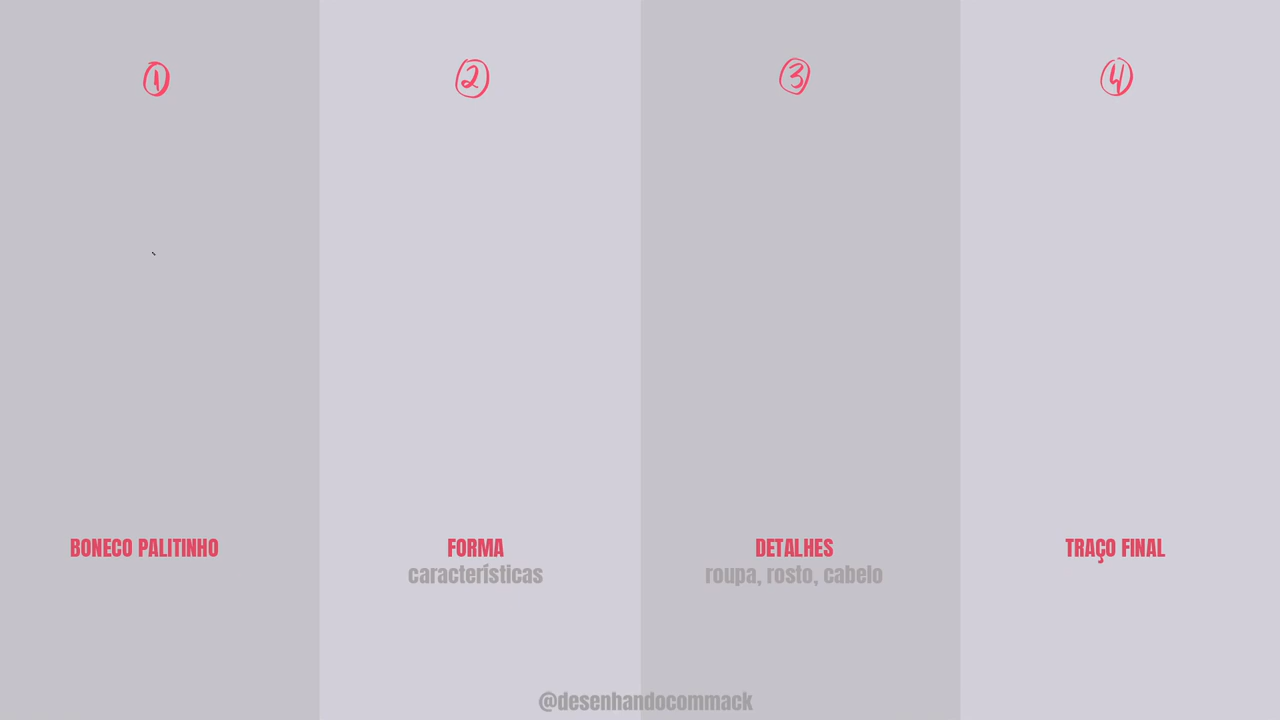 1
2
3
4
BONECO PALITINHO
FORMA
características
DETALHES
roupa, rosto, cabelo
TRAÇO FINAL
@desenhandocommack